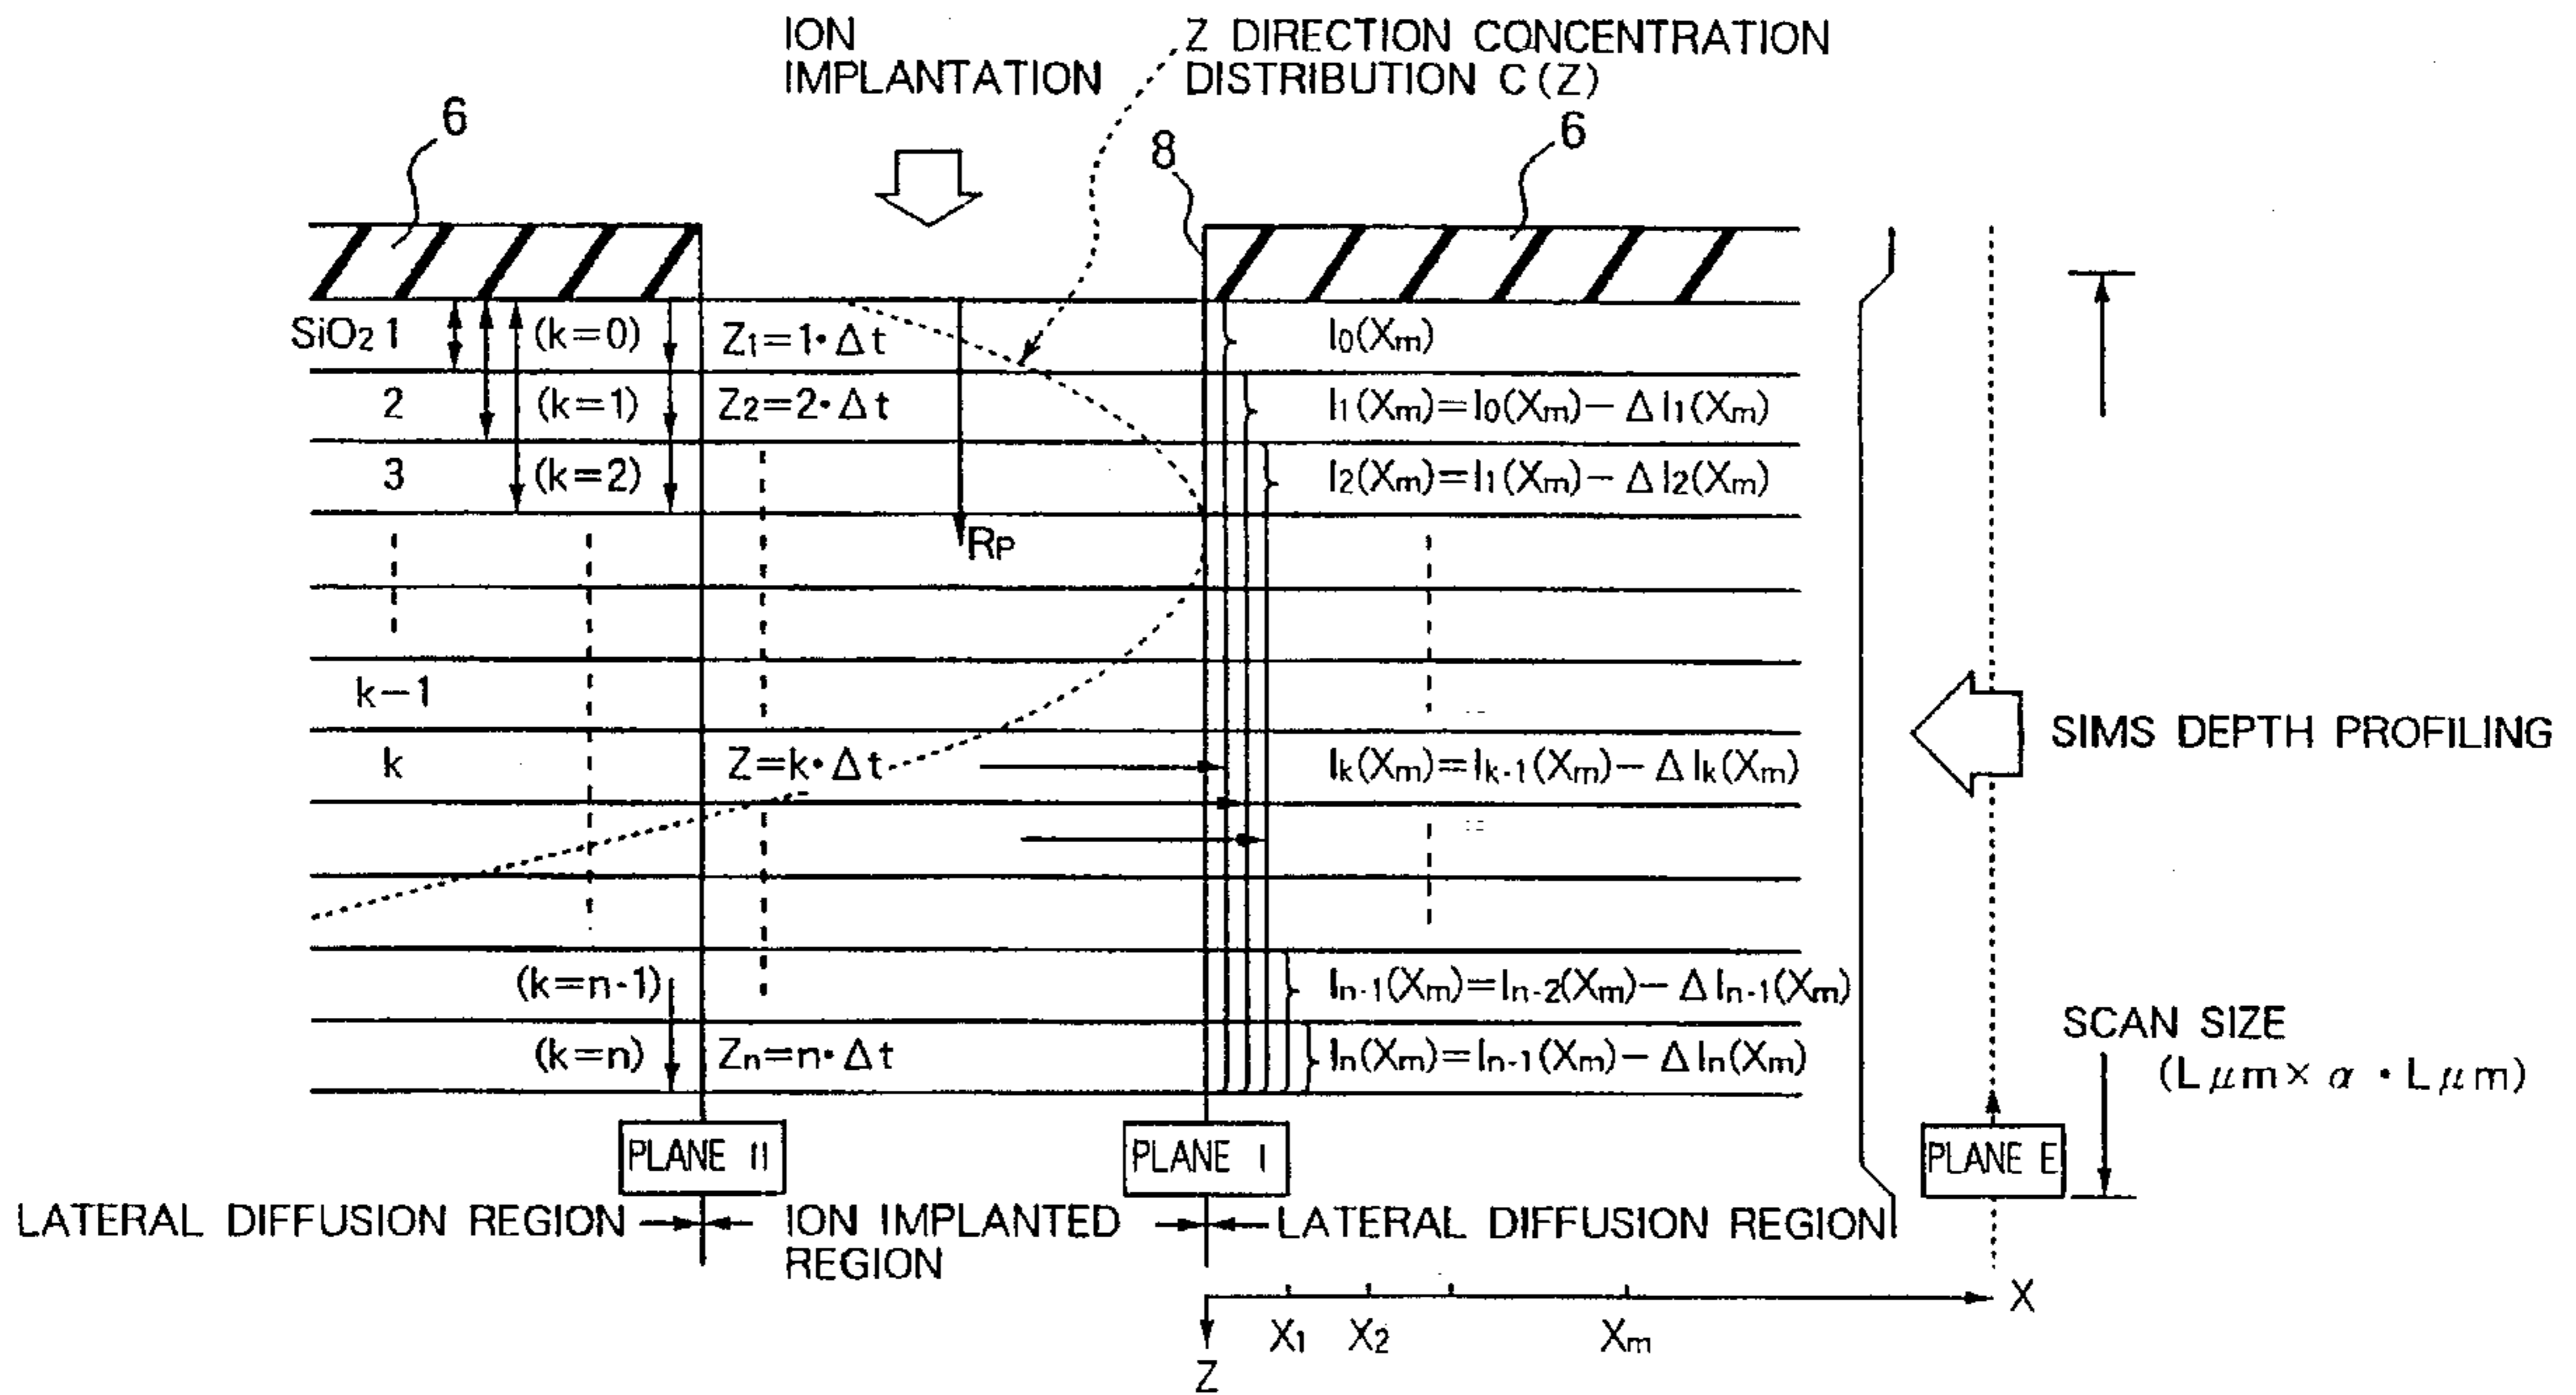 ION
IMPLANTATION
Z DIRECTION CONCENTRATION
DISTRIBUTION C(Z)
6
8
6
SiO2 1
(k=0)
Z1=1·Δt
I0(Xm)
2
(k=1)
Z2=2·Δt
I1(Xm)=I0(Xm)-ΔI1(Xm)
3
(k=2)
I2(Xm)=I1(Xm)-ΔI2(Xm)
RP
k-1
k
Z=k·Δt
Ik(Xm)=Ik-1(Xm)-ΔIk(Xm)
SIMS DEPTH PROFILING
(k=n-1)
In-1(Xm)=In-2(Xm)-ΔIn-1(Xm)
(k=n)
Zn=n·Δt
In(Xm)=In-1(Xm)-ΔIn(Xm)
SCAN SIZE
(Lμm×α·Lμm)
PLANE II
PLANE I
PLANE E
LATERAL DIFFUSION REGION
ION IMPLANTED
REGION
LATERAL DIFFUSION REGION
X
X1
X2
Xm
Z